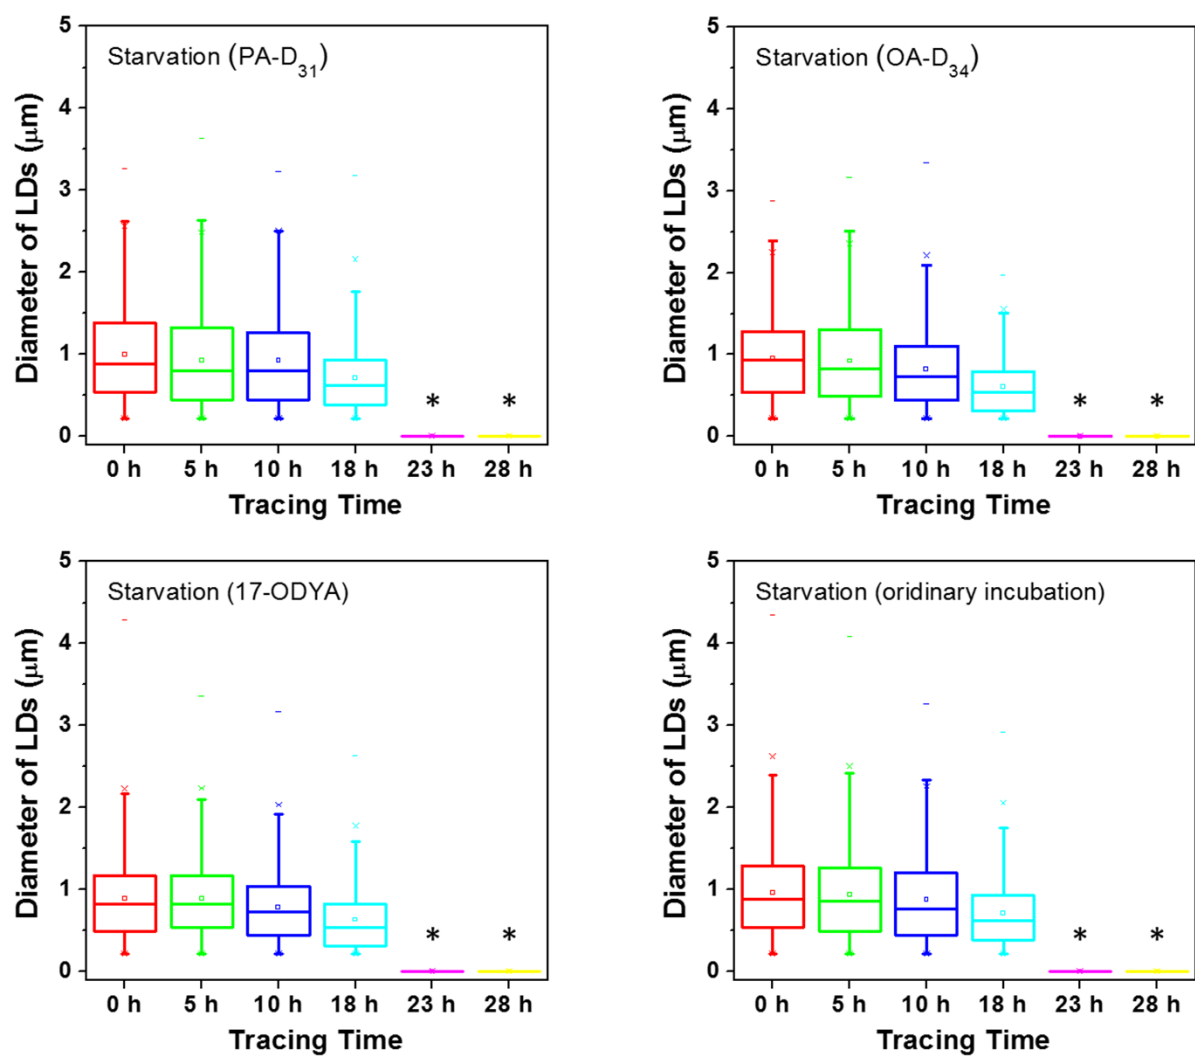 Starvation (PA-D31)
Diameter of LDs (μm)
5
4
3
2
1
0
* *
0 h 5 h 10 h 18 h 23 h 28 h
Tracing Time
Starvation (OA-D34)
Diameter of LDs (μm)
5
4
3
2
1
0
* *
0 h 5 h 10 h 18 h 23 h 28 h
Tracing Time
Starvation (17-ODYA)
Diameter of LDs (μm)
5
4
3
2
1
0
* *
0 h 5 h 10 h 18 h 23 h 28 h
Tracing Time
Starvation (oridinary incubation)
Diameter of LDs (μm)
5
4
3
2
1
0
* *
0 h 5 h 10 h 18 h 23 h 28 h
Tracing Time